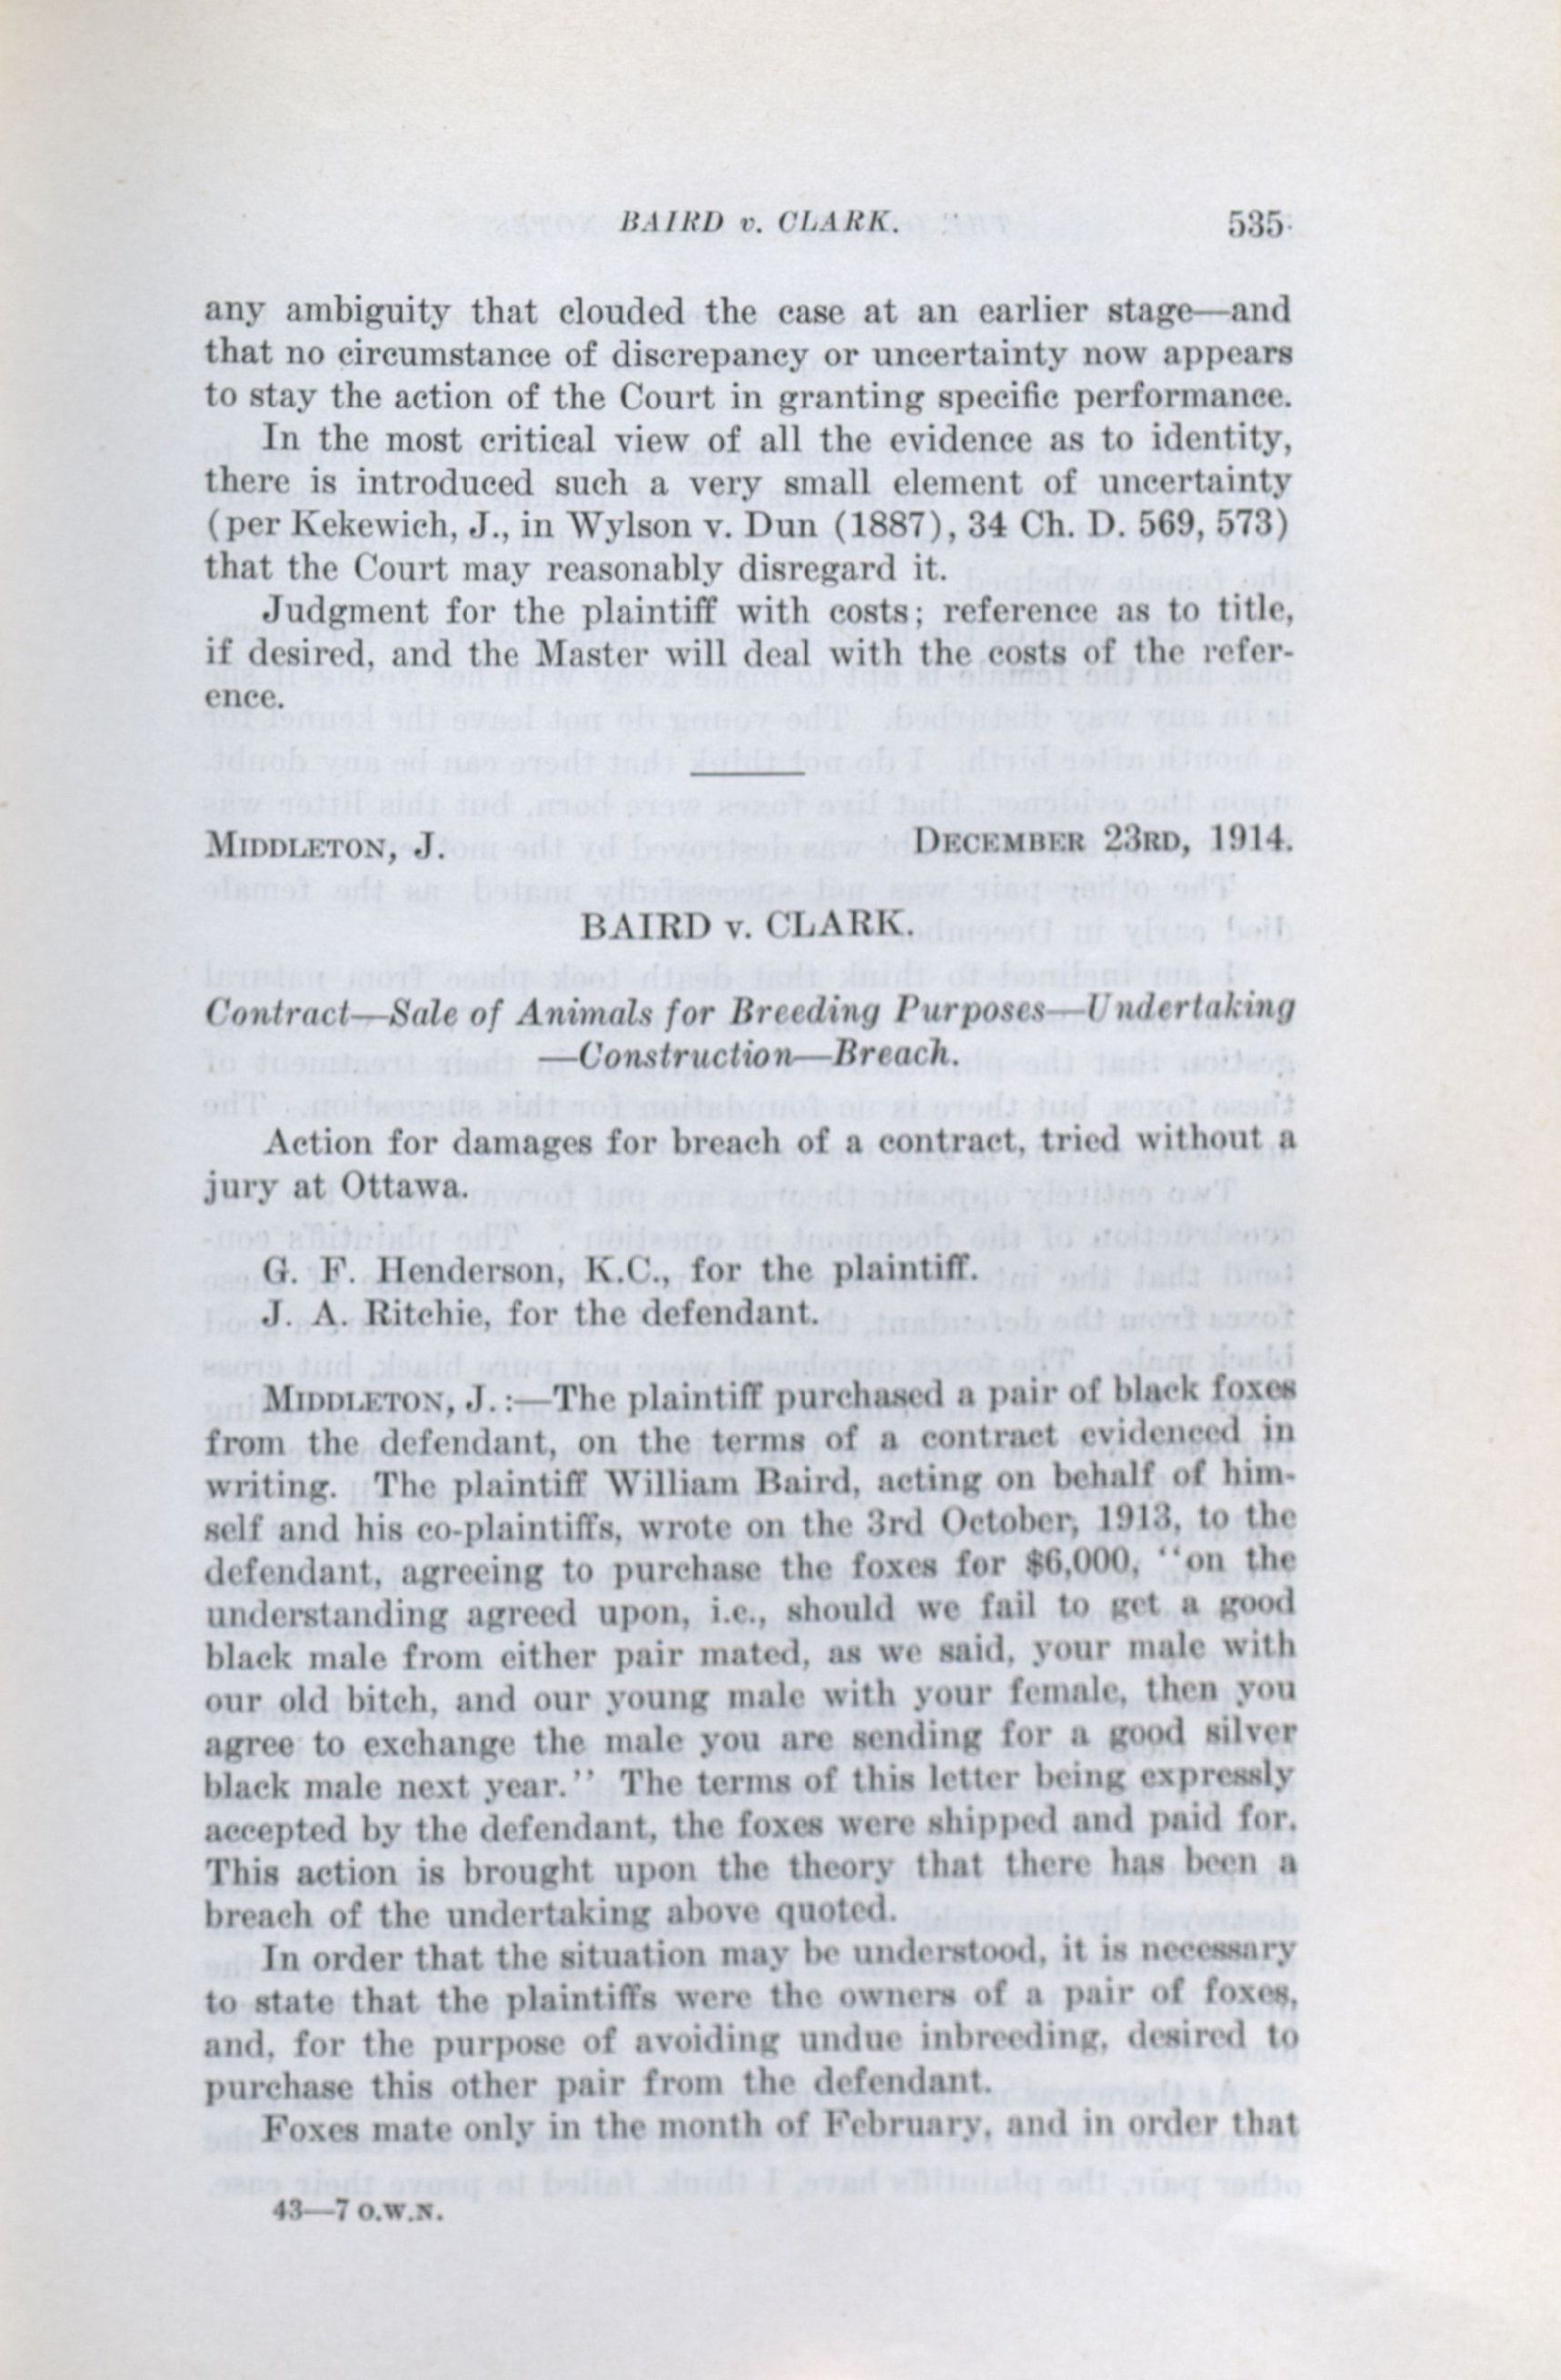 BAIRD v. CLARK. 535
any ambiguity that clouded the case at an earlier stage—and
that no circumstance of discrepancy or uncertainty now appears
to stay the action of the Court in granting specific performance.
In the most critical view of all the evidence as to identity,
there is introduced such a very small element of uncertainty
(per Kekewich, J., in Wylson v. Dun (1887), 34 Ch. D. 569, 573)
that the Court may reasonably disregard it.
Judgment for the plaintiff with costs; reference as to title,
if desired, and the Master will deal with the costs of the refer-
ence.
MIDDLETON, J. DECEMBER 23RD, 1914.
BAIRD v. CLARK.
Contract—Sale of Animals for Breeding Purposes—Undertaking
—Construction—Breach.
Action for damages for breach of a contract, tried without a
jury at Ottawa.
G. F. Henderson, K.C., for the plaintiff.
J. A. Ritchie, for the defendant.
MIDDLETON, J.:—The plaintiff purchased a pair of black foxes
from the defendant, on the terms of a contract evidenced in
writing. The plaintiff William Baird, acting on behalf of him-
self and his co-plaintiffs, wrote on the 3rd October, 1913, to the
defendant, agreeing to purchase the foxes for $6,000, "on the
understanding agreed upon, i.e., should we fail to get a good
black male from either pair mated, as we said, your male with
our old bitch, and our young male with your female, then you
agree to exchange the male you are sending for a good silver
black male next year." The terms of this letter being expressly
accepted by the defendant, the foxes were shipped and paid for.
This action is brought upon the theory that there has been a
breach of the undertaking above quoted.
In order that the situation may be understood, it is necessary
to state that the plaintiffs were the owners of a pair of foxes,
and, for the purpose of avoiding undue inbreeding, desired to
purchase this other pair from the defendant.
Foxes mate only in the month of February, and in order that
43—7 O.W.N.